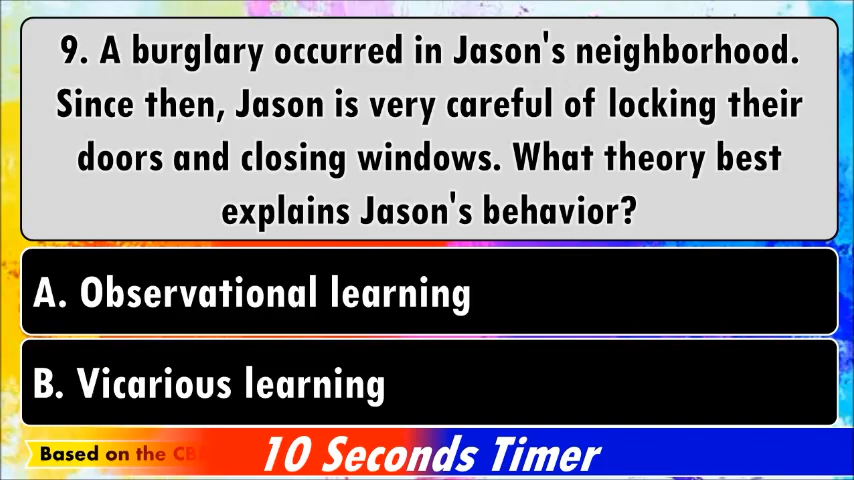 9. A burglary occurred in Jason's neighborhood.
Since then, Jason is very careful of locking their
doors and closing windows. What theory best
explains Jason's behavior?
A. Observational learning
B. Vicarious learning
Based on the CB
10 Seconds Timer